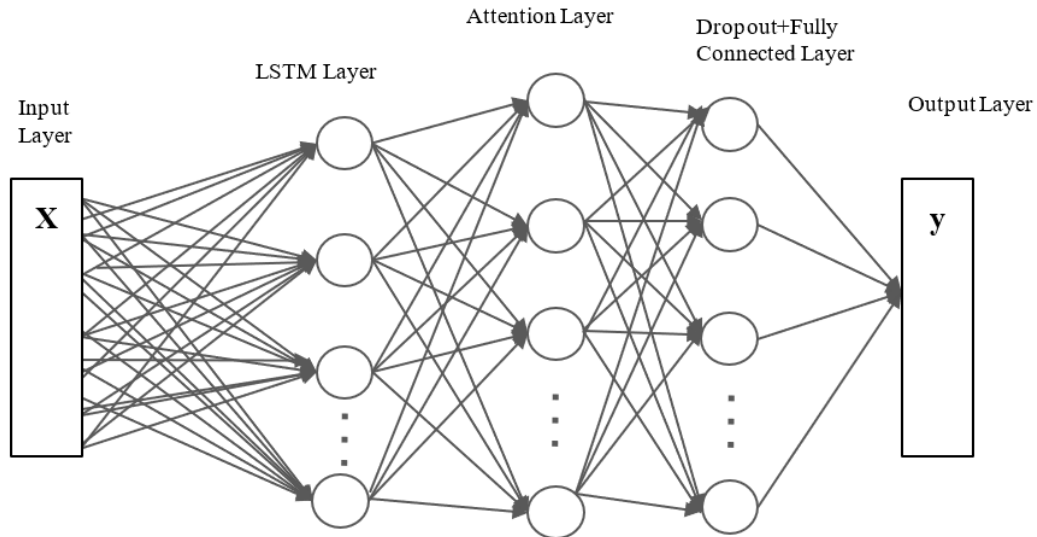 Input
Layer
X
LSTM Layer
Attention Layer
Dropout+Fully
Connected Layer
Output Layer
y